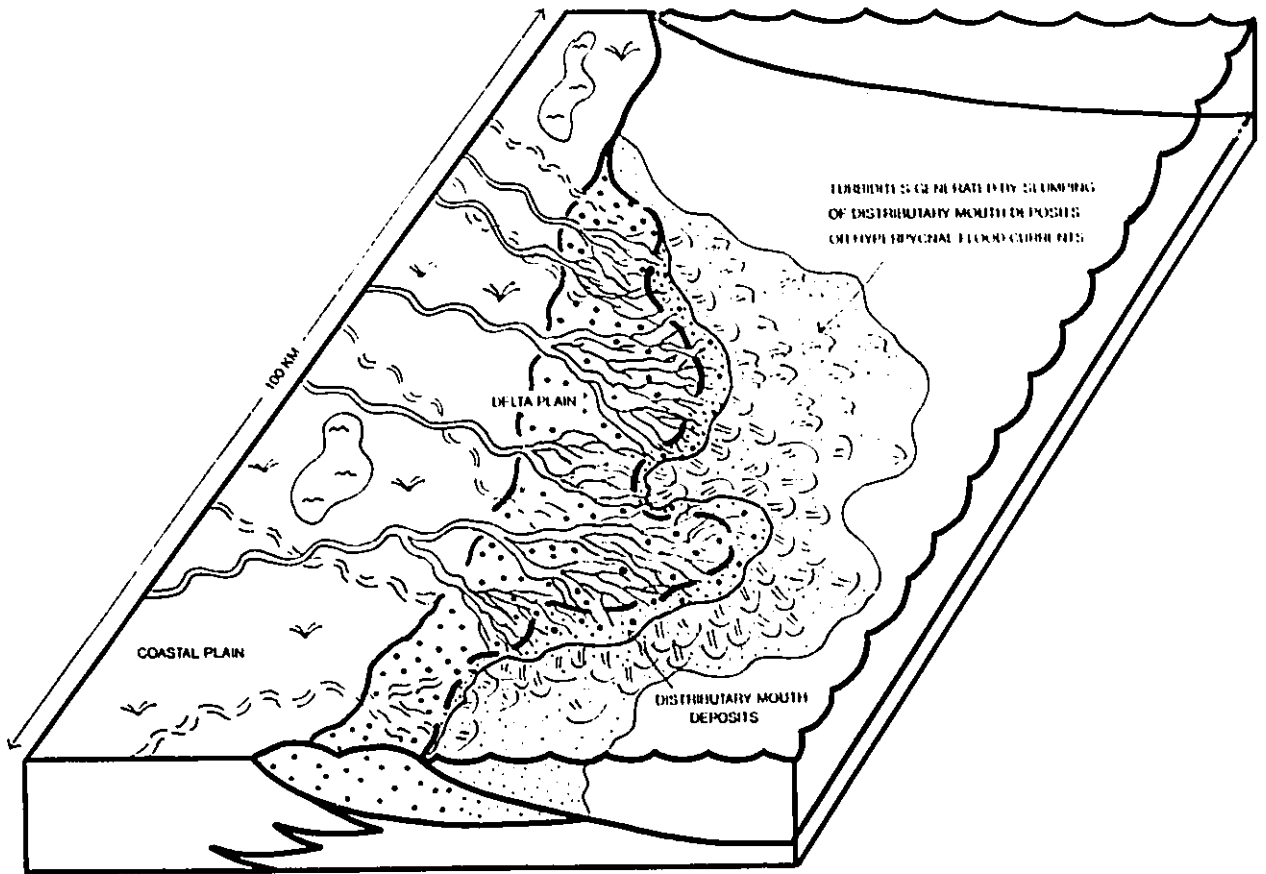 TURBIDITES GENERATED BY SLUMPING
OF DISTRIBUTARY MOUTH DEPOSITS
OR HYPERPYCNAL FLOOD CURRENTS
100 KM
DELTA PLAIN
COASTAL PLAIN
DISTRIBUTARY MOUTH
DEPOSITS